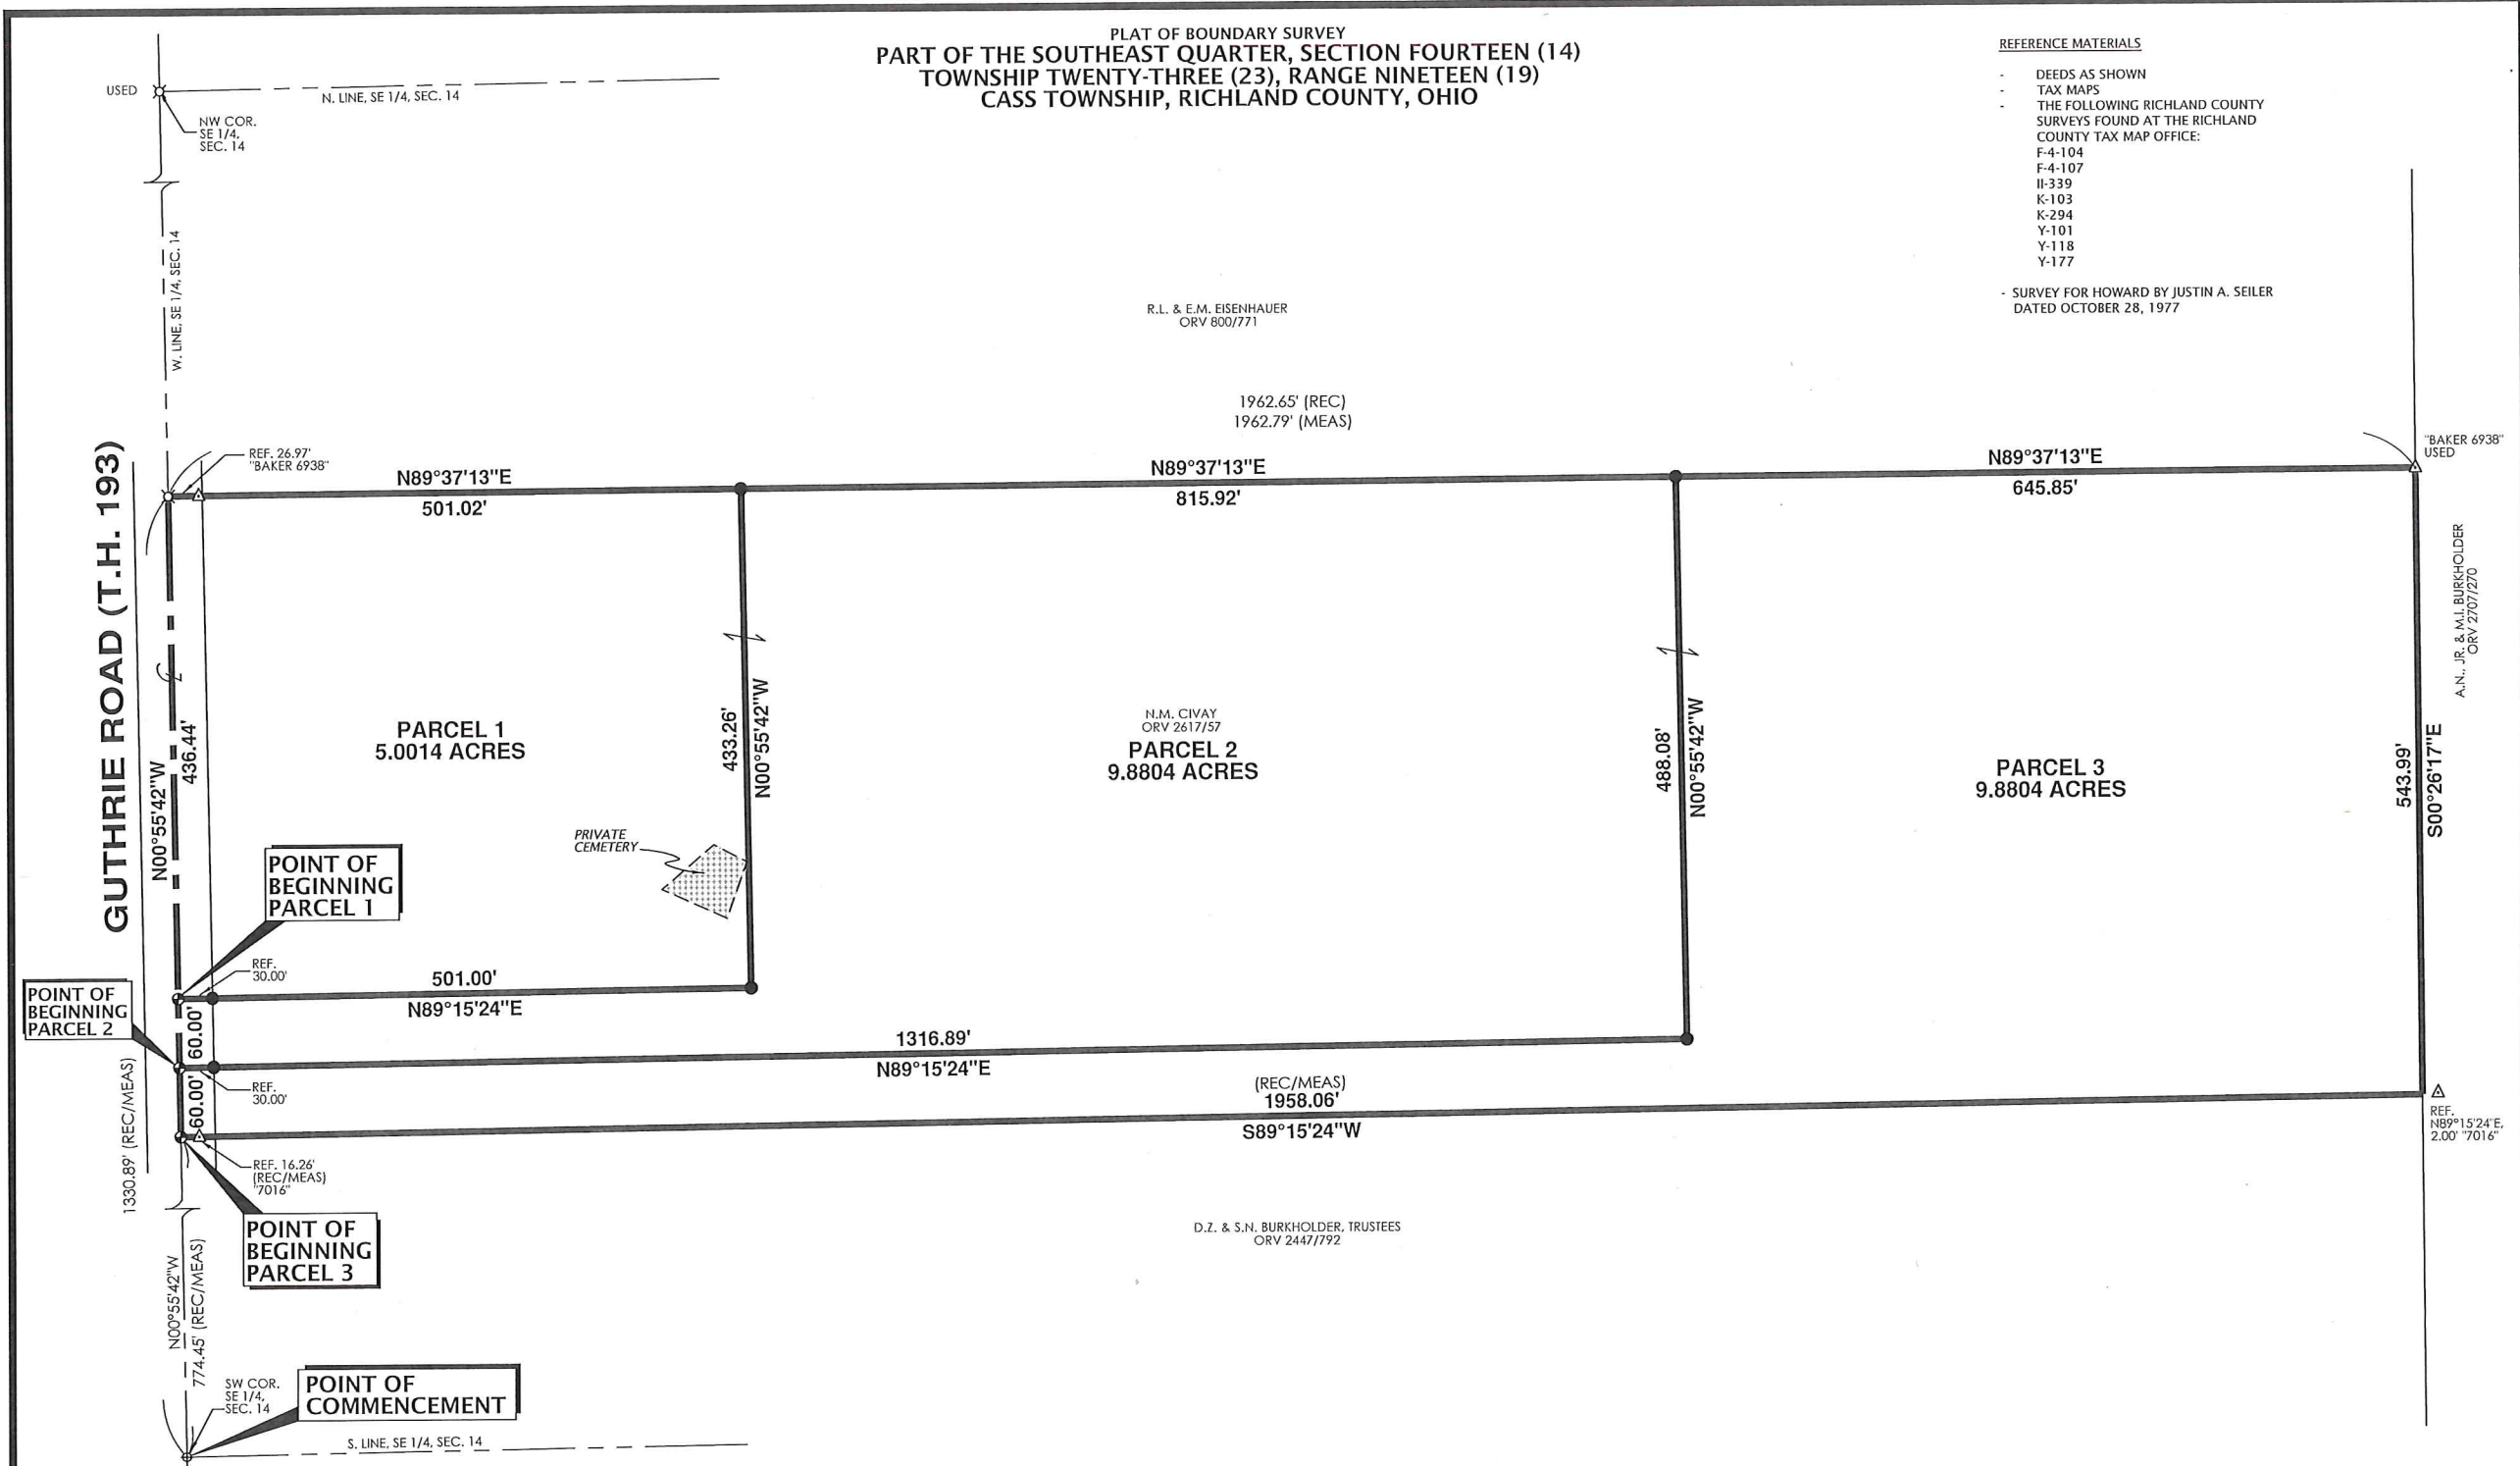 PLAT OF BOUNDARY SURVEY
PART OF THE SOUTHEAST QUARTER, SECTION FOURTEEN (14)
TOWNSHIP TWENTY-THREE (23), RANGE NINETEEN (19)
CASS TOWNSHIP, RICHLAND COUNTY, OHIO
REFERENCE MATERIALS
- DEEDS AS SHOWN
- TAX MAPS
- THE FOLLOWING RICHLAND COUNTY
SURVEYS FOUND AT THE RICHLAND
COUNTY TAX MAP OFFICE:
F-4-104
F-4-107
II-339
K-103
K-294
Y-101
Y-118
Y-177
- SURVEY FOR HOWARD BY JUSTIN A. SEILER
DATED OCTOBER 28, 1977
USED
N. LINE, SE 1/4, SEC. 14
NW COR.
SE 1/4,
SEC. 14
W. LINE, SE 1/4, SEC. 14
R.L. & E.M. EISENHAUER
ORV 800/771
1962.65' (REC)
1962.79' (MEAS)
REF. 26.97'
"BAKER 6938"
N89°37'13"E
501.02'
N89°37'13"E
815.92'
N89°37'13"E
645.85'
"BAKER 6938"
USED
GUTHRIE ROAD (T.H. 193)
N00°55'42"W
436.44'
PARCEL 1
5.0014 ACRES
433.26'
N00°55'42"W
N.M. CIVAY
ORV 2617/57
PARCEL 2
9.8804 ACRES
488.08'
N00°55'42"W
PARCEL 3
9.8804 ACRES
543.99'
S00°26'17"E
A.N., JR. & M.I. BURKHOLDER
ORV 2707/270
PRIVATE
CEMETERY
POINT OF
BEGINNING
PARCEL 1
REF.
30.00'
501.00'
N89°15'24"E
POINT OF
BEGINNING
PARCEL 2
60.00'
1316.89'
N89°15'24"E
REF.
30.00'
60.00'
(REC/MEAS)
1958.06'
S89°15'24"W
REF.
N89°15'24'E,
2.00' "7016"
1330.89' (REC/MEAS)
REF. 16.26'
(REC/MEAS)
"7016"
POINT OF
BEGINNING
PARCEL 3
D.Z. & S.N. BURKHOLDER, TRUSTEES
ORV 2447/792
N00°55'42"W
774.45' (REC/MEAS)
SW COR.
SE 1/4,
SEC. 14
POINT OF
COMMENCEMENT
S. LINE, SE 1/4, SEC. 14